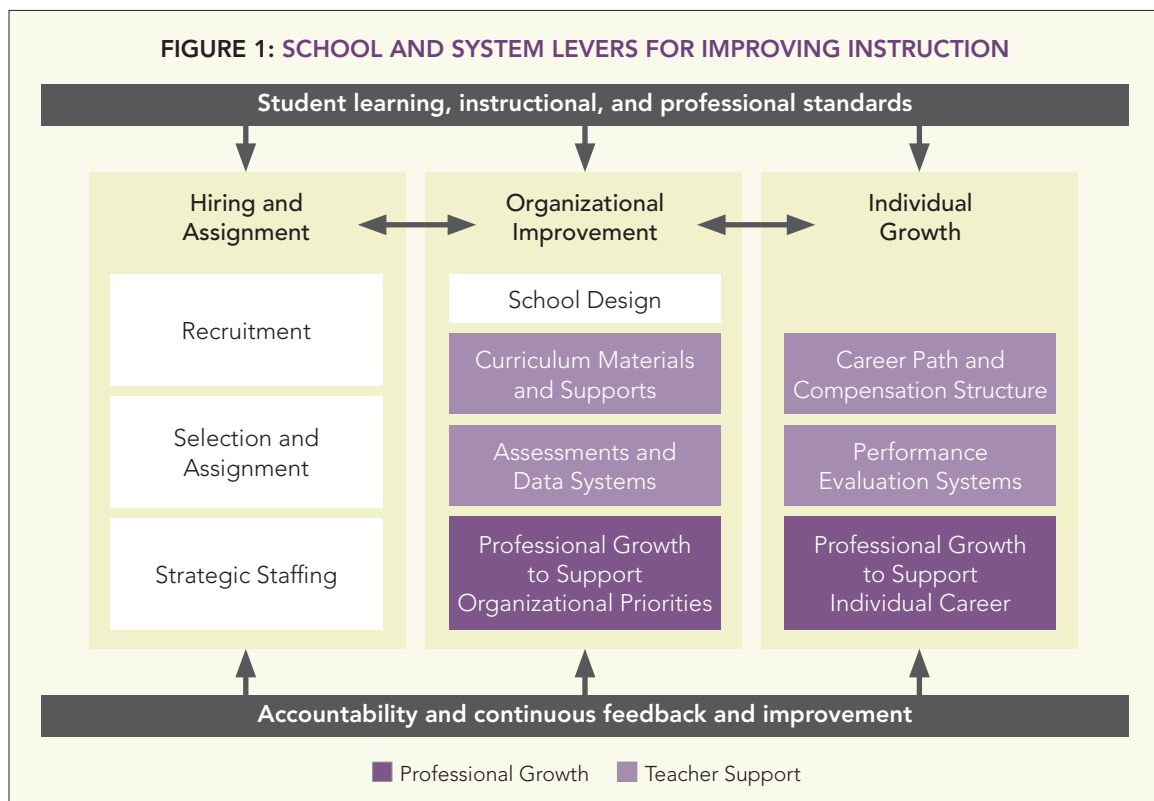 FIGURE 1: SCHOOL AND SYSTEM LEVERS FOR IMPROVING INSTRUCTION
Student learning, instructional, and professional standards
Hiring and
Assignment
Recruitment
Selection and
Assignment
Strategic Staffing
Organizational
Improvement
School Design
Curriculum Materials
and Supports
Assessments and
Data Systems
Professional Growth
to Support
Organizational Priorities
Individual
Growth
Career Path and
Compensation Structure
Performance
Evaluation Systems
Professional Growth
to Support
Individual Career
Accountability and continuous feedback and improvement
Professional Growth
Teacher Support